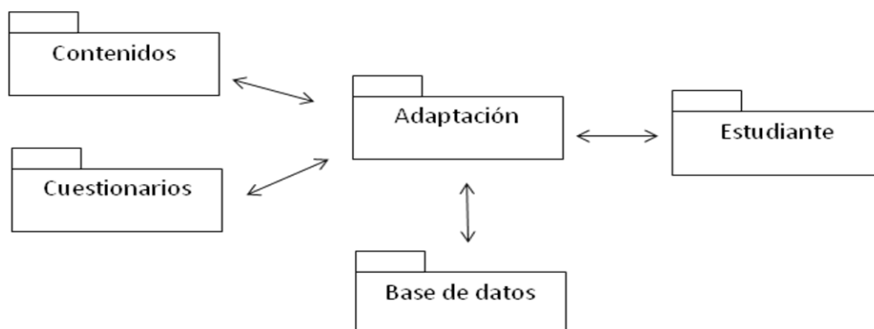 Contenidos
Adaptación
Estudiante
Cuestionarios
Base de datos